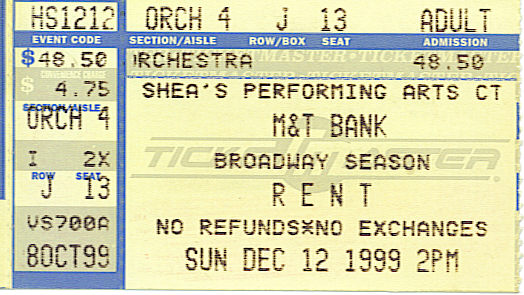 HS1212 ORCH 4 J 13 ADULT
EVENT CODE SECTION/AISLE ROW/BOX SEAT ADMISSION
$48.50 ORCHESTRA 48.50
CONVENIENCE CHARGE
$ 4.75 SHEA'S PERFORMING ARTS CT
SECTION/AISLE
ORCH 4 M&T BANK
TICKETMASTER
I 2X BROADWAY SEASON
ROW SEAT
J 13 RENT
VS700A NO REFUNDS*NO EXCHANGES
8OCT99 SUN DEC 12 1999 2PM